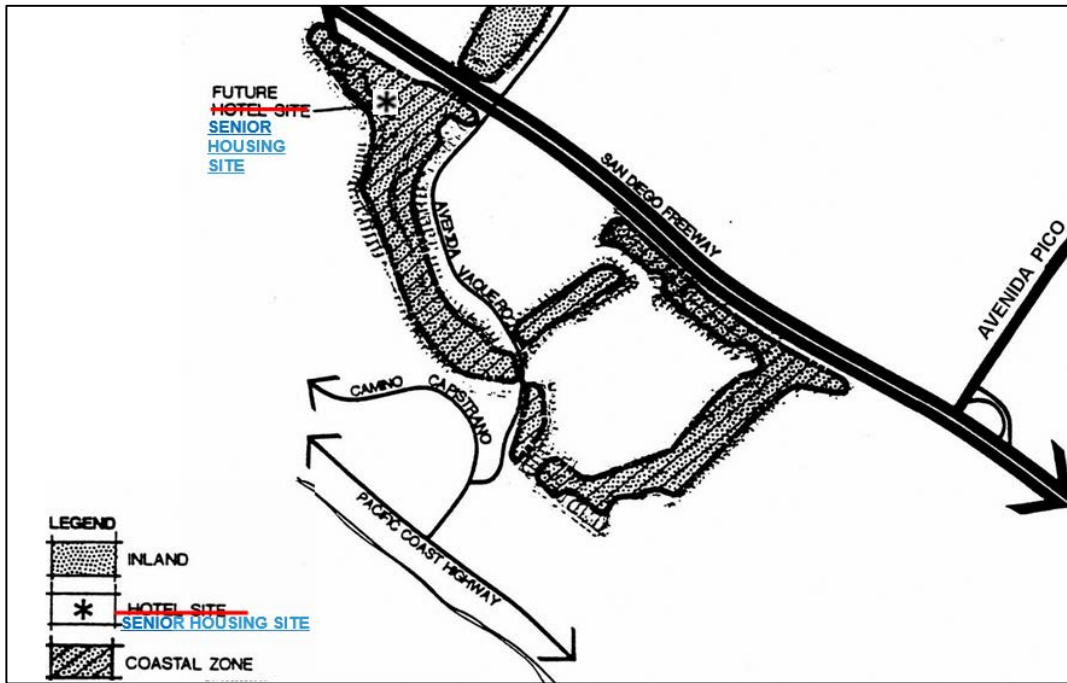 FUTURE
HOTEL SITE
SENIOR
HOUSING
SITE
SAN DIEGO FREEWAY
AVENIDA PICO
AVENIDA VAQUERO
CAMINO CAPISTRANO
PACIFIC COAST HIGHWAY
LEGEND
INLAND
HOTEL SITE
SENIOR HOUSING SITE
COASTAL ZONE